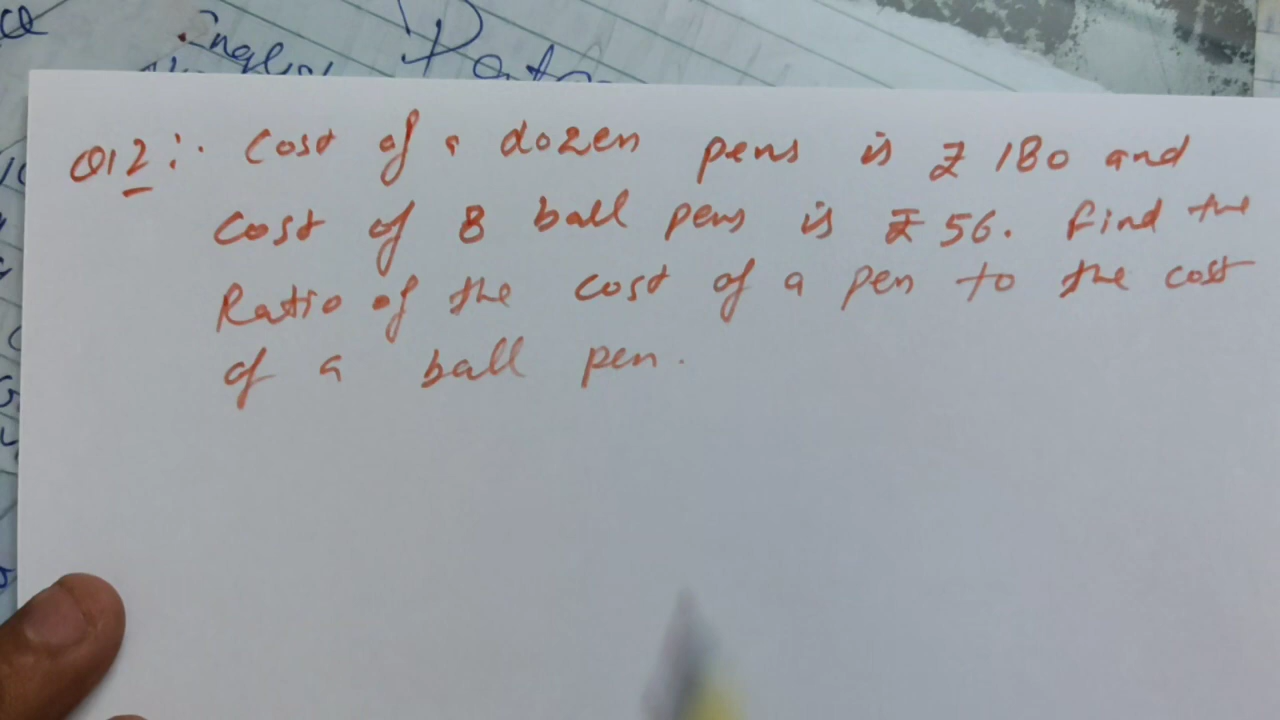 Q12:. Cost of a dozen pens is ₹ 180 and
Cost of 8 ball pens is ₹ 56. Find the
Ratio of the cost of a pen to the cost
of a ball pen.